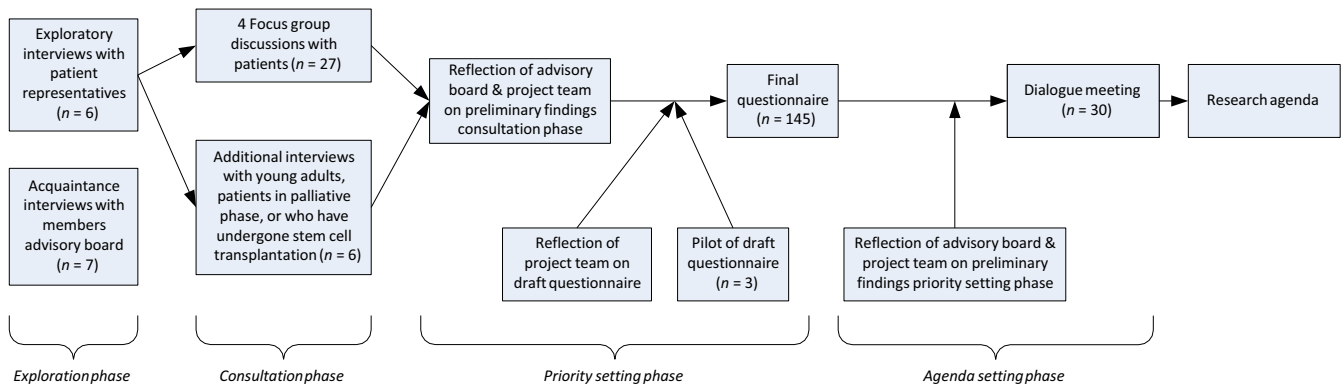 Exploratory
interviews with
patient
representatives
(n = 6)
Acquaintance
interviews with
members
advisory board
(n = 7)
4 Focus group
discussions with
patients (n = 27)
Additional interviews
with young adults,
patients in palliative
phase, or who have
undergone stem cell
transplantation (n = 6)
Reflection of advisory
board & project team
on preliminary findings
consultation phase
Reflection of
project team on
draft questionnaire
Pilot of draft
questionnaire
(n = 3)
Final
questionnaire
(n = 145)
Reflection of advisory board &
project team on preliminary
findings priority setting phase
Dialogue meeting
(n = 30)
Research agenda
Exploration phase
Consultation phase
Priority setting phase
Agenda setting phase